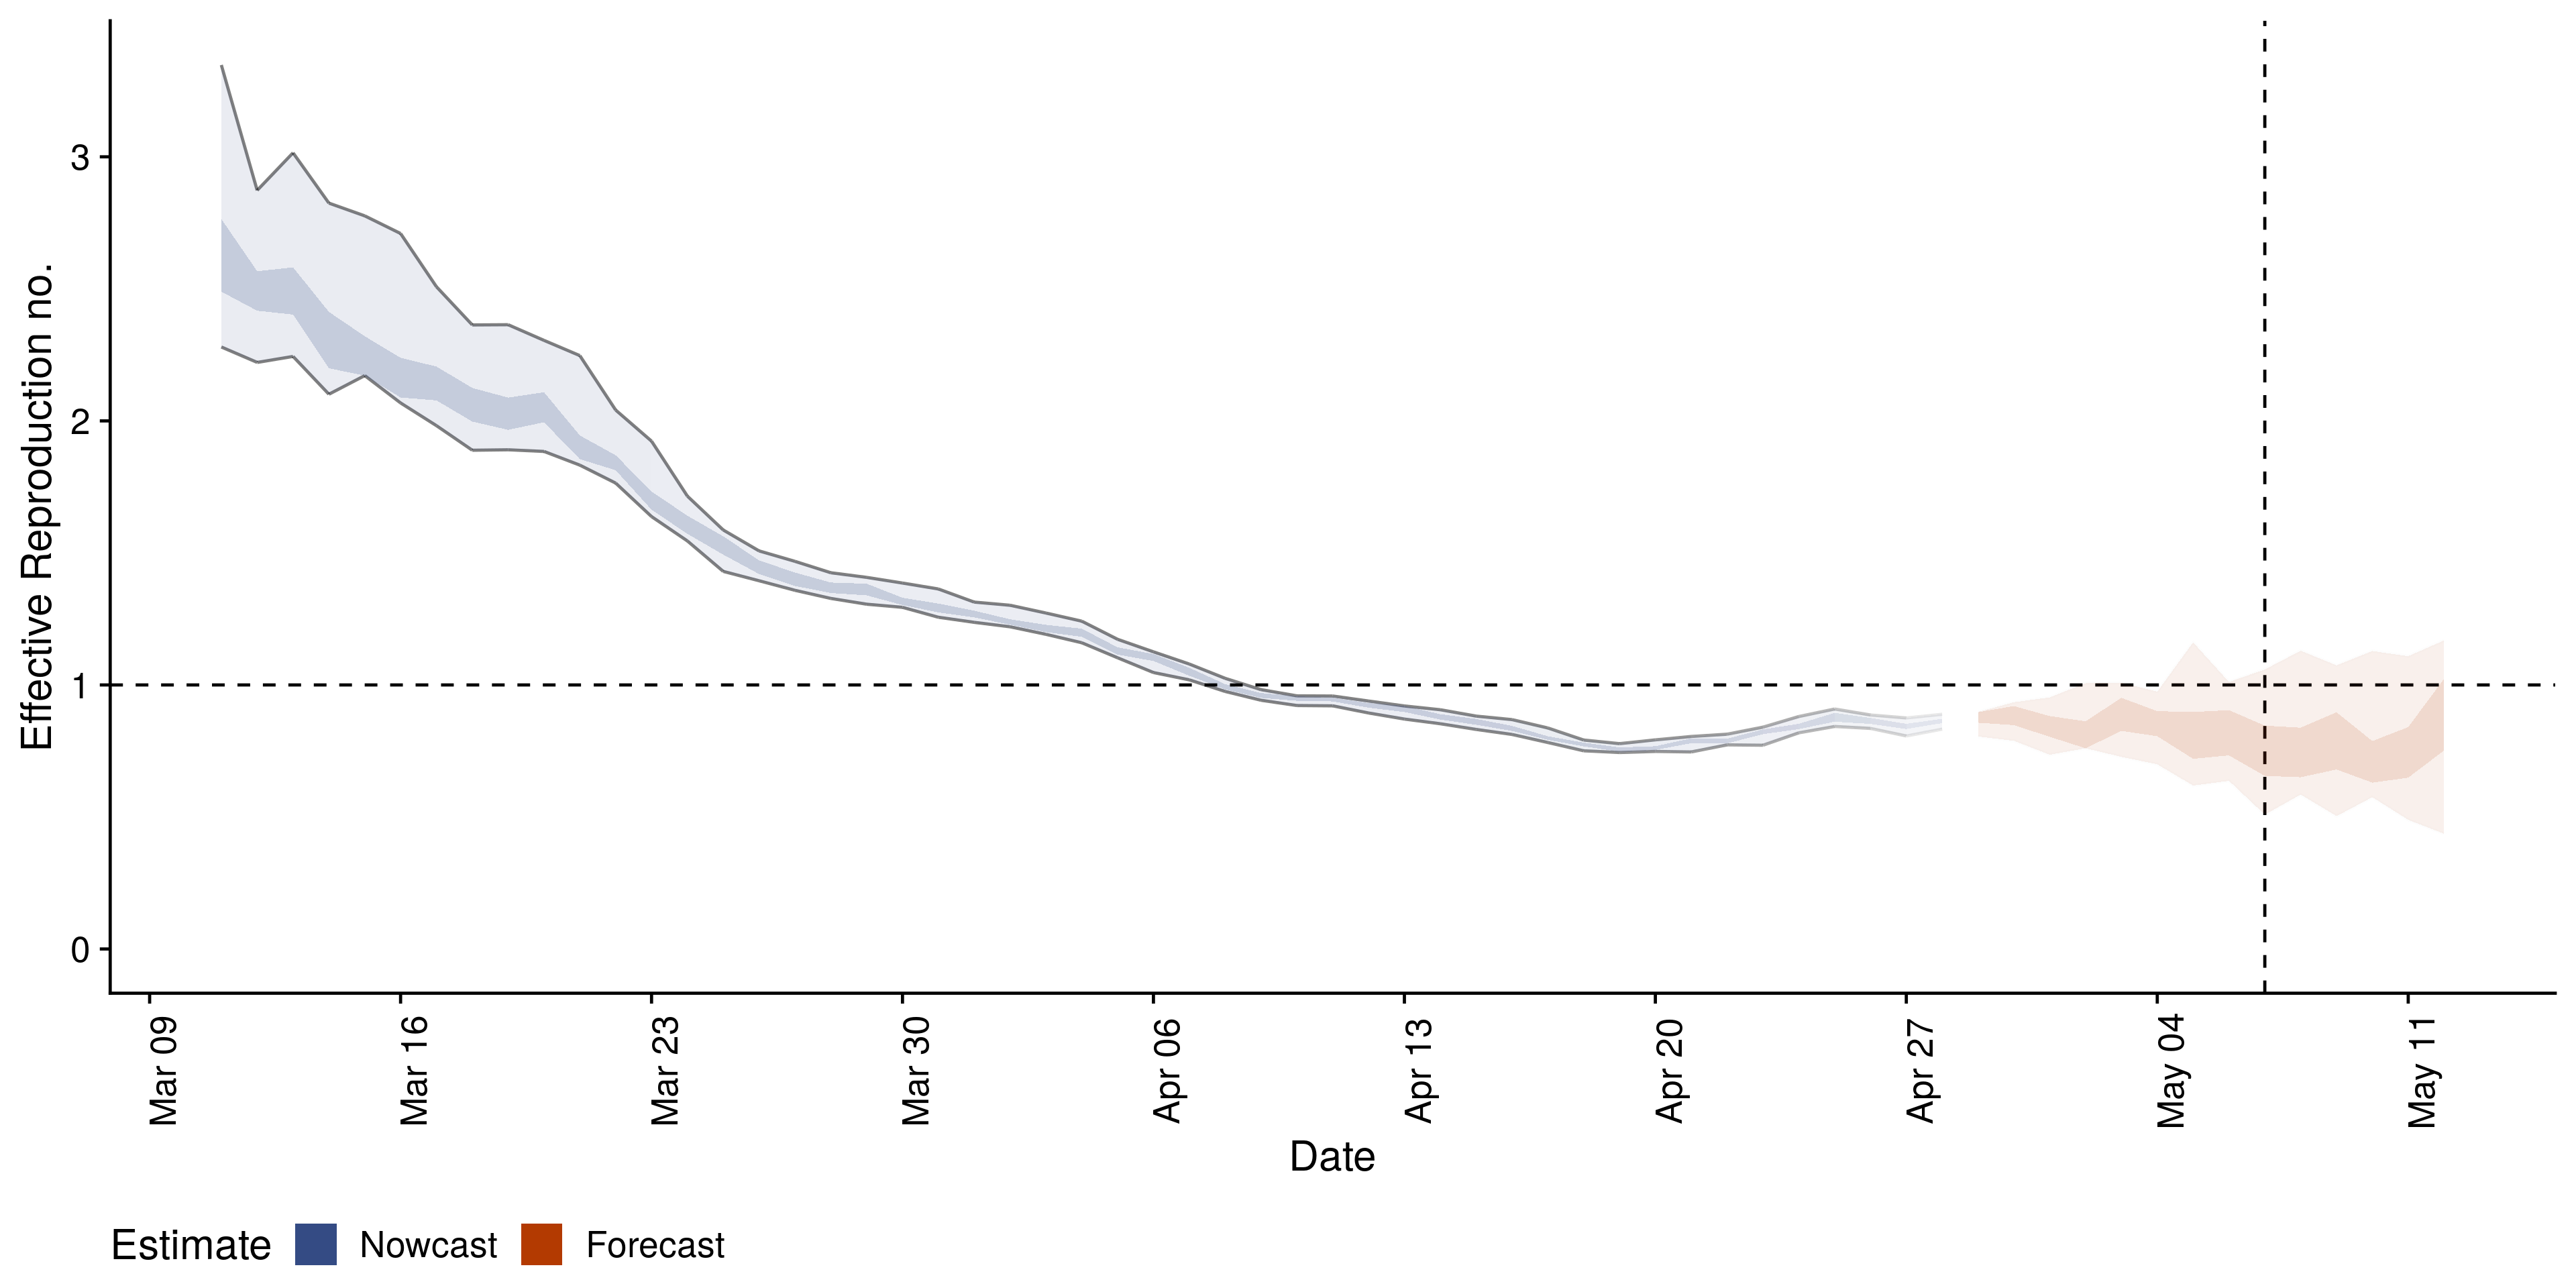 Effective Reproduction no.
3
2
1
0
Mar 09
Mar 16
Mar 23
Mar 30
Apr 06
Apr 13
Apr 20
Apr 27
May 04
May 11
Date
Estimate Nowcast Forecast